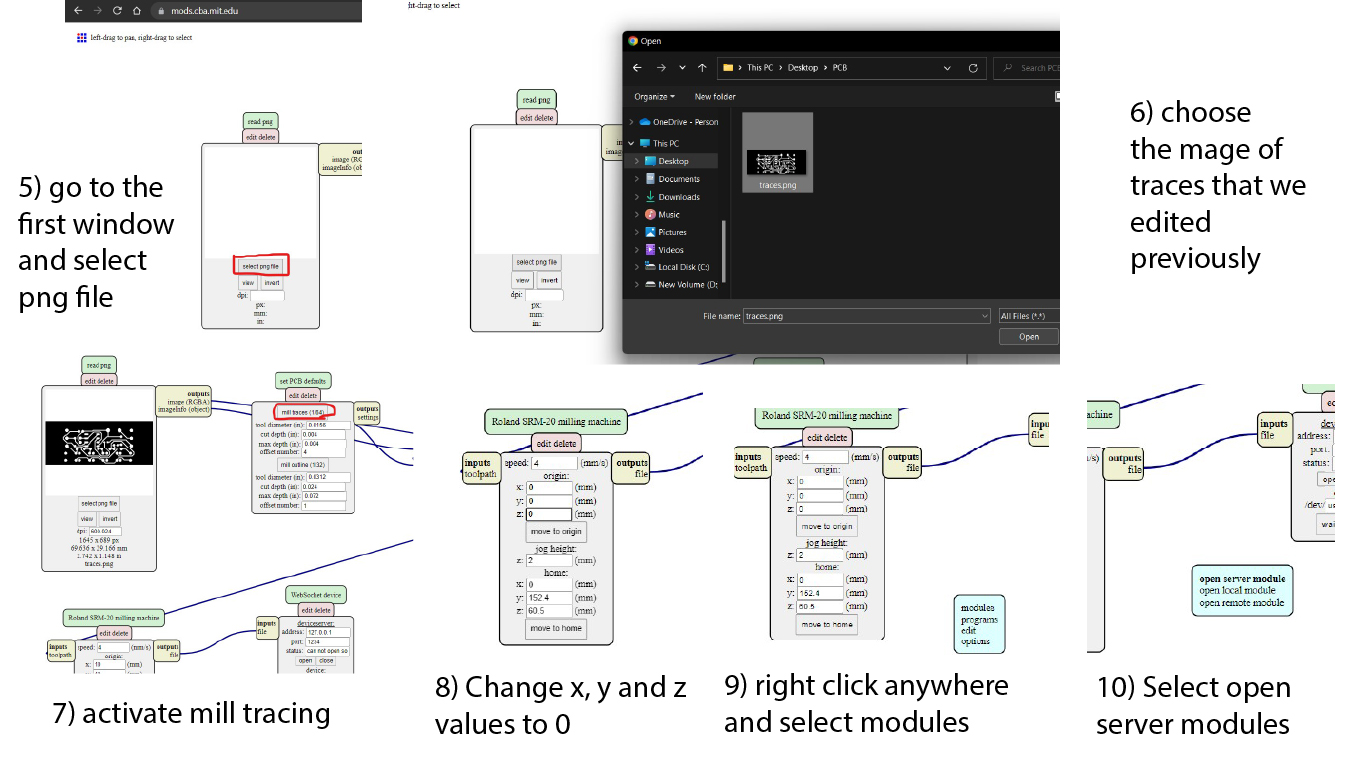 mods.cba.mit.edu
left-drag to pan, right-drag to select
read png
edit delete
outputs
image (RG
imageInfo (obj
select png file
view invert
dpi:
px:
mm:
in:
5) go to the
first window
and select
png file
ht-drag to select
read png
edit delete
in
imag
select png file
view invert
dpi:
px:
mm:
in:
Open
This PC > Desktop > PCB
Search PCB
Organize
New folder
OneDrive - Person
This PC
Desktop
Documents
Downloads
Music
Pictures
Videos
Local Disk (C:)
New Volume (D:
traces.png
File name: traces.png
All Files (*.*)
Open
6) choose
the mage of
traces that we
edited
previously
read png
edit delete
outputs
image (RGBA)
imageInfo (object)
select png file
view invert
dpi: 600.024
1645 x 689 px
69.636 x 29.166 mm
2.742 x 1.148 in
traces.png
set PCB defaults
edit delete
mill traces (1/64)
outputs
settings
tool diameter (in): 0.0156
cut depth (in): 0.004
max depth (in): 0.004
offset number: 4
mill outline (1/32)
tool diameter (in): 0.0312
cut depth (in): 0.024
max depth (in): 0.072
offset number: 1
Roland SRM-20 milling machine
edit delete
inputs
toolpath
speed: 4 (mm/s)
origin:
x: 10 (mm)
outputs
file
WebSocket device
edit delete
inputs
file
deviceserver:
address: 127.0.0.1
port: 1234
status: can not open so
open close
device:
7) activate mill tracing
Roland SRM-20 milling machine
edit delete
inputs
toolpath
speed: 4 (mm/s)
origin:
x: 0 (mm)
y: 0 (mm)
z: 0 (mm)
move to origin
jog height:
z: 2 (mm)
home:
x: 0 (mm)
y: 152.4 (mm)
z: 60.5 (mm)
move to home
outputs
file
8) Change x, y and z
values to 0
Roland SRM-20 milling machine
edit delete
inputs
toolpath
speed: 4 (mm/s)
origin:
x: 0 (mm)
y: 0 (mm)
z: 0 (mm)
move to origin
jog height:
z: 2 (mm)
home:
x: 0 (mm)
y: 152.4 (mm)
z: 60.5 (mm)
move to home
outputs
file
inpu
file
modules
programs
edit
options
9) right click anywhere
and select modules
achine
/s)
outputs
file
inputs
file
ed
dev
address:
port:
status:
ope
/dev/ us
wai
open server module
open local module
open remote module
10) Select open
server modules